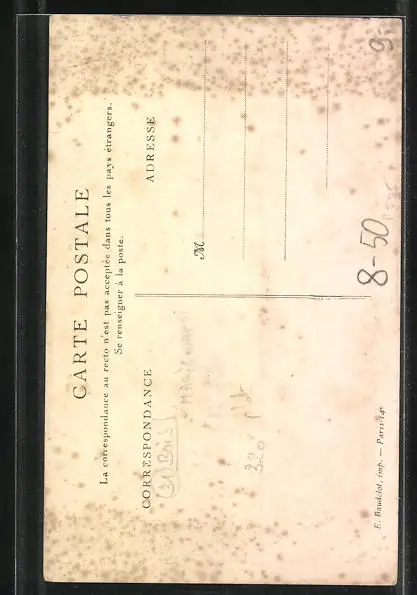 CARTE POSTALE
La correspondance au recto n'est pas acceptée dans tous les pays étrangers.
Se renseigner à la poste.
CORRESPONDANCE
ADRESSE
M
8-50
9-
E. Baudelot, imp. — Paris-14e